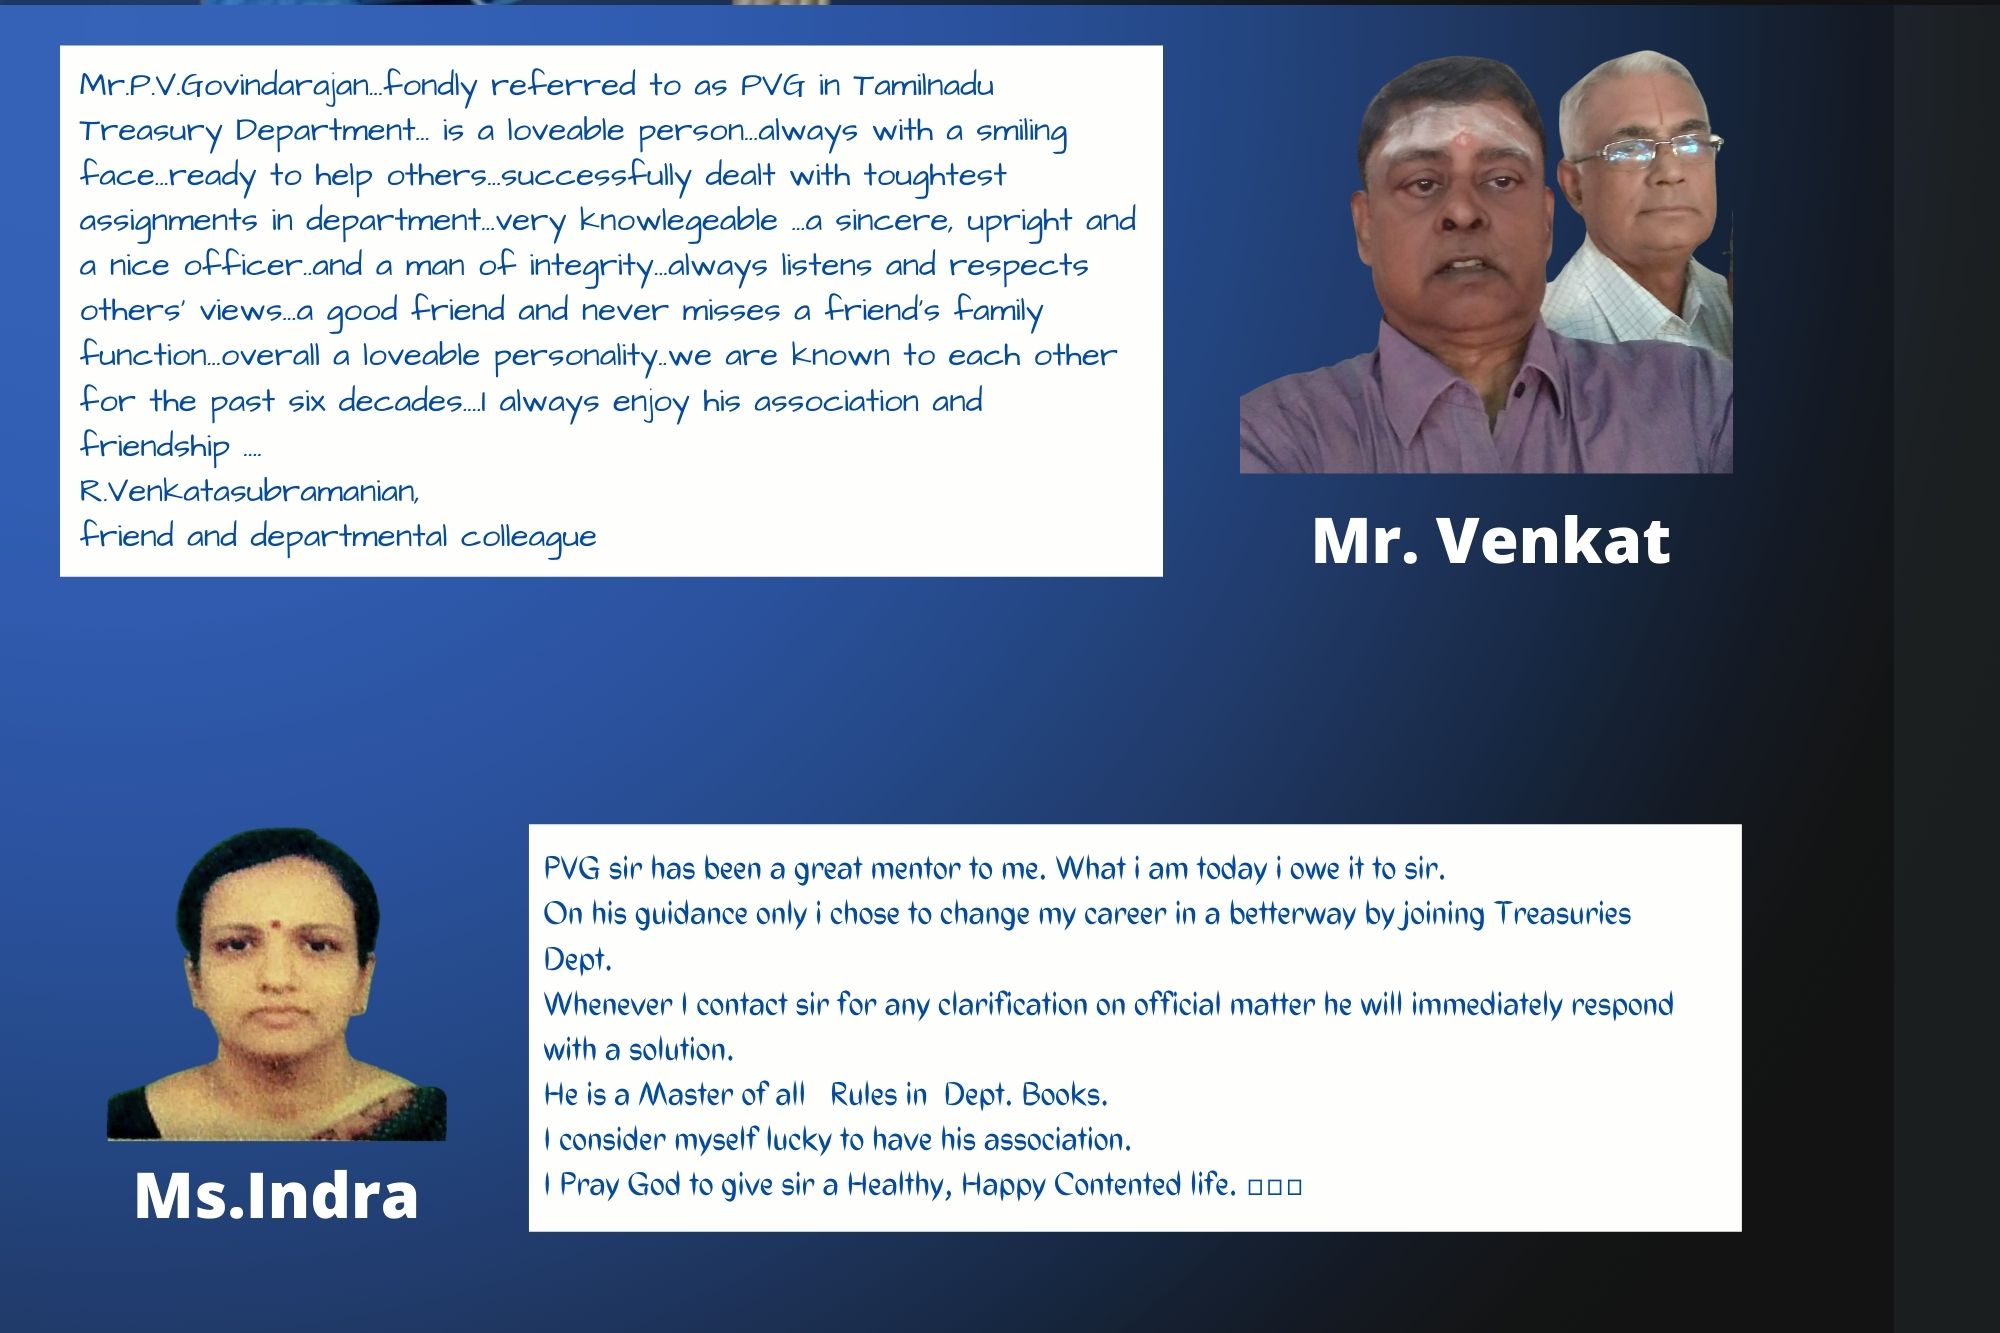 Mr.P.V.Govindarajan...fondly referred to as PVG in Tamilnadu
Treasury Department... is a loveable person...always with a smiling
face...ready to help others...successfully dealt with toughtest
assignments in department...very knowlegeable ...a sincere, upright and
a nice officer..and a man of integrity...always listens and respects
others' views...a good friend and never misses a friend's family
function...overall a loveable personality..we are known to each other
for the past six decades....I always enjoy his association and
friendship ....
R.Venkatasubramanian,
friend and departmental colleague
Mr. Venkat
PVG sir has been a great mentor to me. What i am today i owe it to sir.
On his guidance only i chose to change my career in a betterway by joining Treasuries
Dept.
Whenever I contact sir for any clarification on official matter he will immediately respond
with a solution.
He is a Master of all   Rules in  Dept. Books.
I consider myself lucky to have his association.
I Pray God to give sir a Healthy, Happy Contented life. □□□
Ms.Indra